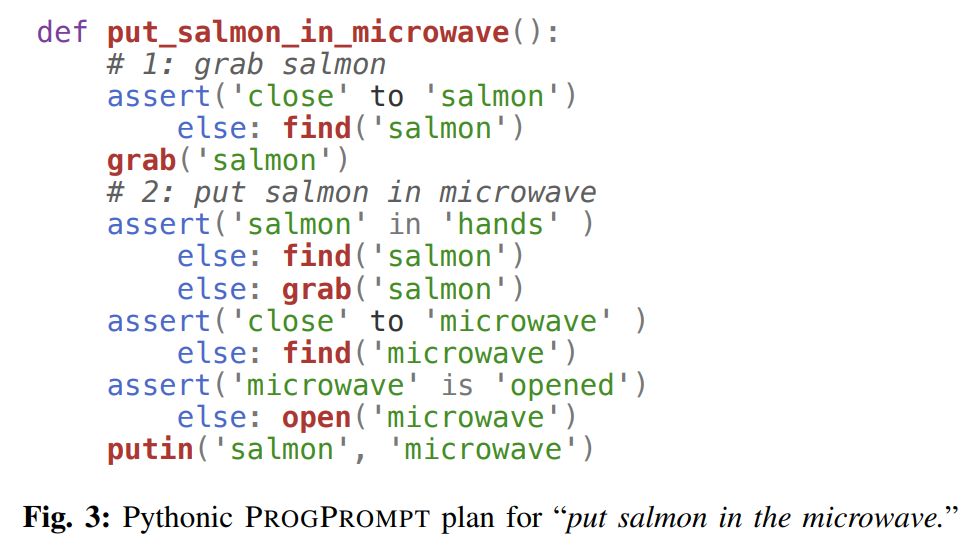 def put_salmon_in_microwave():
    # 1: grab salmon
    assert('close' to 'salmon')
        else: find('salmon')
    grab('salmon')
    # 2: put salmon in microwave
    assert('salmon' in 'hands' )
        else: find('salmon')
        else: grab('salmon')
    assert('close' to 'microwave' )
        else: find('microwave')
    assert('microwave' is 'opened')
        else: open('microwave')
    putin('salmon', 'microwave')
Fig. 3: Pythonic PROGPROMPT plan for “put salmon in the microwave.”